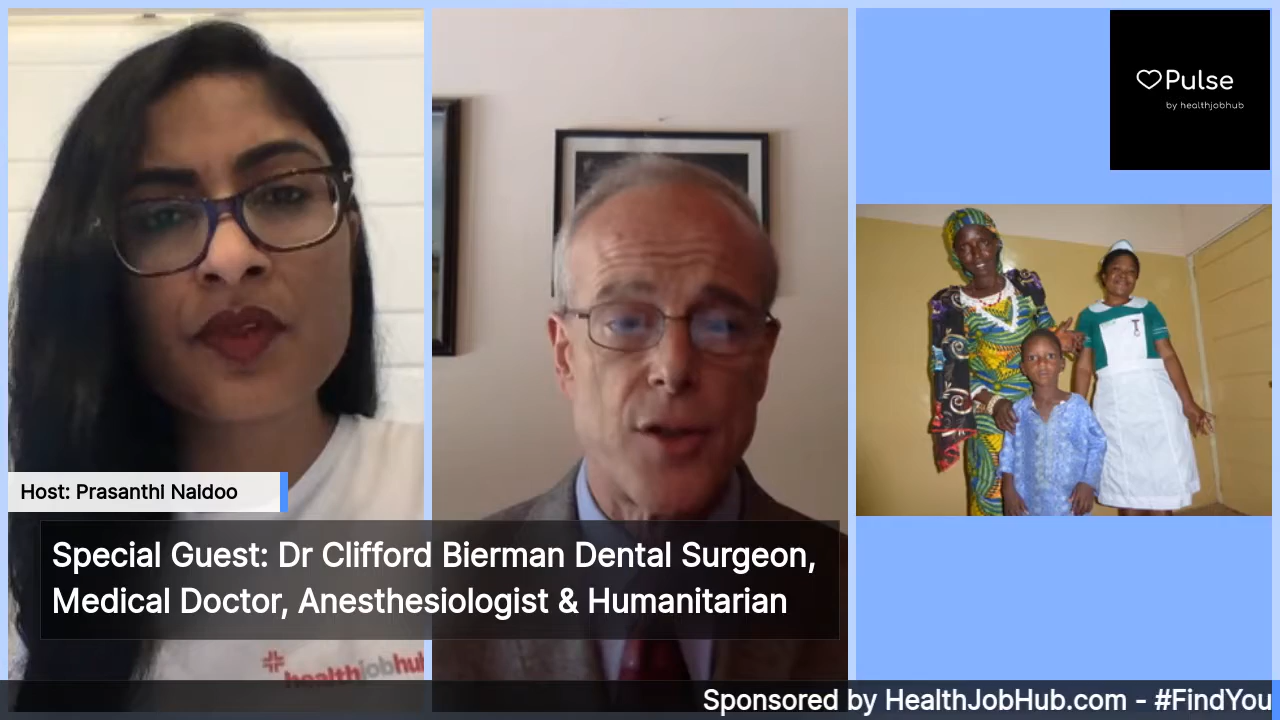 Pulse
by healthjobhub
Host: Prasanthi Naidoo
Special Guest: Dr Clifford Bierman Dental Surgeon,
Medical Doctor, Anesthesiologist & Humanitarian
healthjobhub
Sponsored by HealthJobHub.com - #FindYou